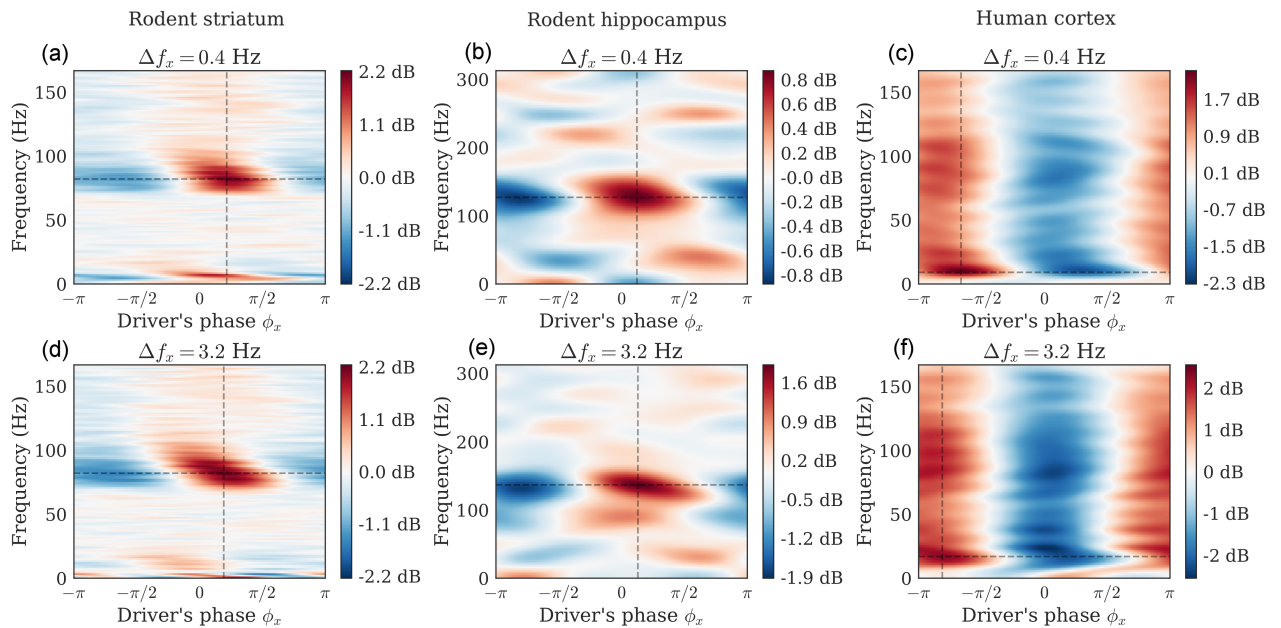 Rodent striatum
Rodent hippocampus
Human cortex
(a)
Δf_x = 0.4 Hz
2.2 dB
1.1 dB
0.0 dB
-1.1 dB
-2.2 dB
Frequency (Hz)
150
100
50
0
−π
−π/2
0
π/2
π
Driver's phase ϕ_x
(b)
Δf_x = 0.4 Hz
0.8 dB
0.6 dB
0.4 dB
0.2 dB
-0.0 dB
-0.2 dB
-0.4 dB
-0.6 dB
-0.8 dB
Frequency (Hz)
300
200
100
0
−π
−π/2
0
π/2
π
Driver's phase ϕ_x
(c)
Δf_x = 0.4 Hz
1.7 dB
0.9 dB
0.1 dB
-0.7 dB
-1.5 dB
-2.3 dB
Frequency (Hz)
150
100
50
0
−π
−π/2
0
π/2
π
Driver's phase ϕ_x
(d)
Δf_x = 3.2 Hz
2.2 dB
1.1 dB
0.0 dB
-1.1 dB
-2.2 dB
Frequency (Hz)
150
100
50
0
−π
−π/2
0
π/2
π
Driver's phase ϕ_x
(e)
Δf_x = 3.2 Hz
1.6 dB
0.9 dB
0.2 dB
-0.5 dB
-1.2 dB
-1.9 dB
Frequency (Hz)
300
200
100
0
−π
−π/2
0
π/2
π
Driver's phase ϕ_x
(f)
Δf_x = 3.2 Hz
2 dB
1 dB
0 dB
-1 dB
-2 dB
Frequency (Hz)
150
100
50
0
−π
−π/2
0
π/2
π
Driver's phase ϕ_x